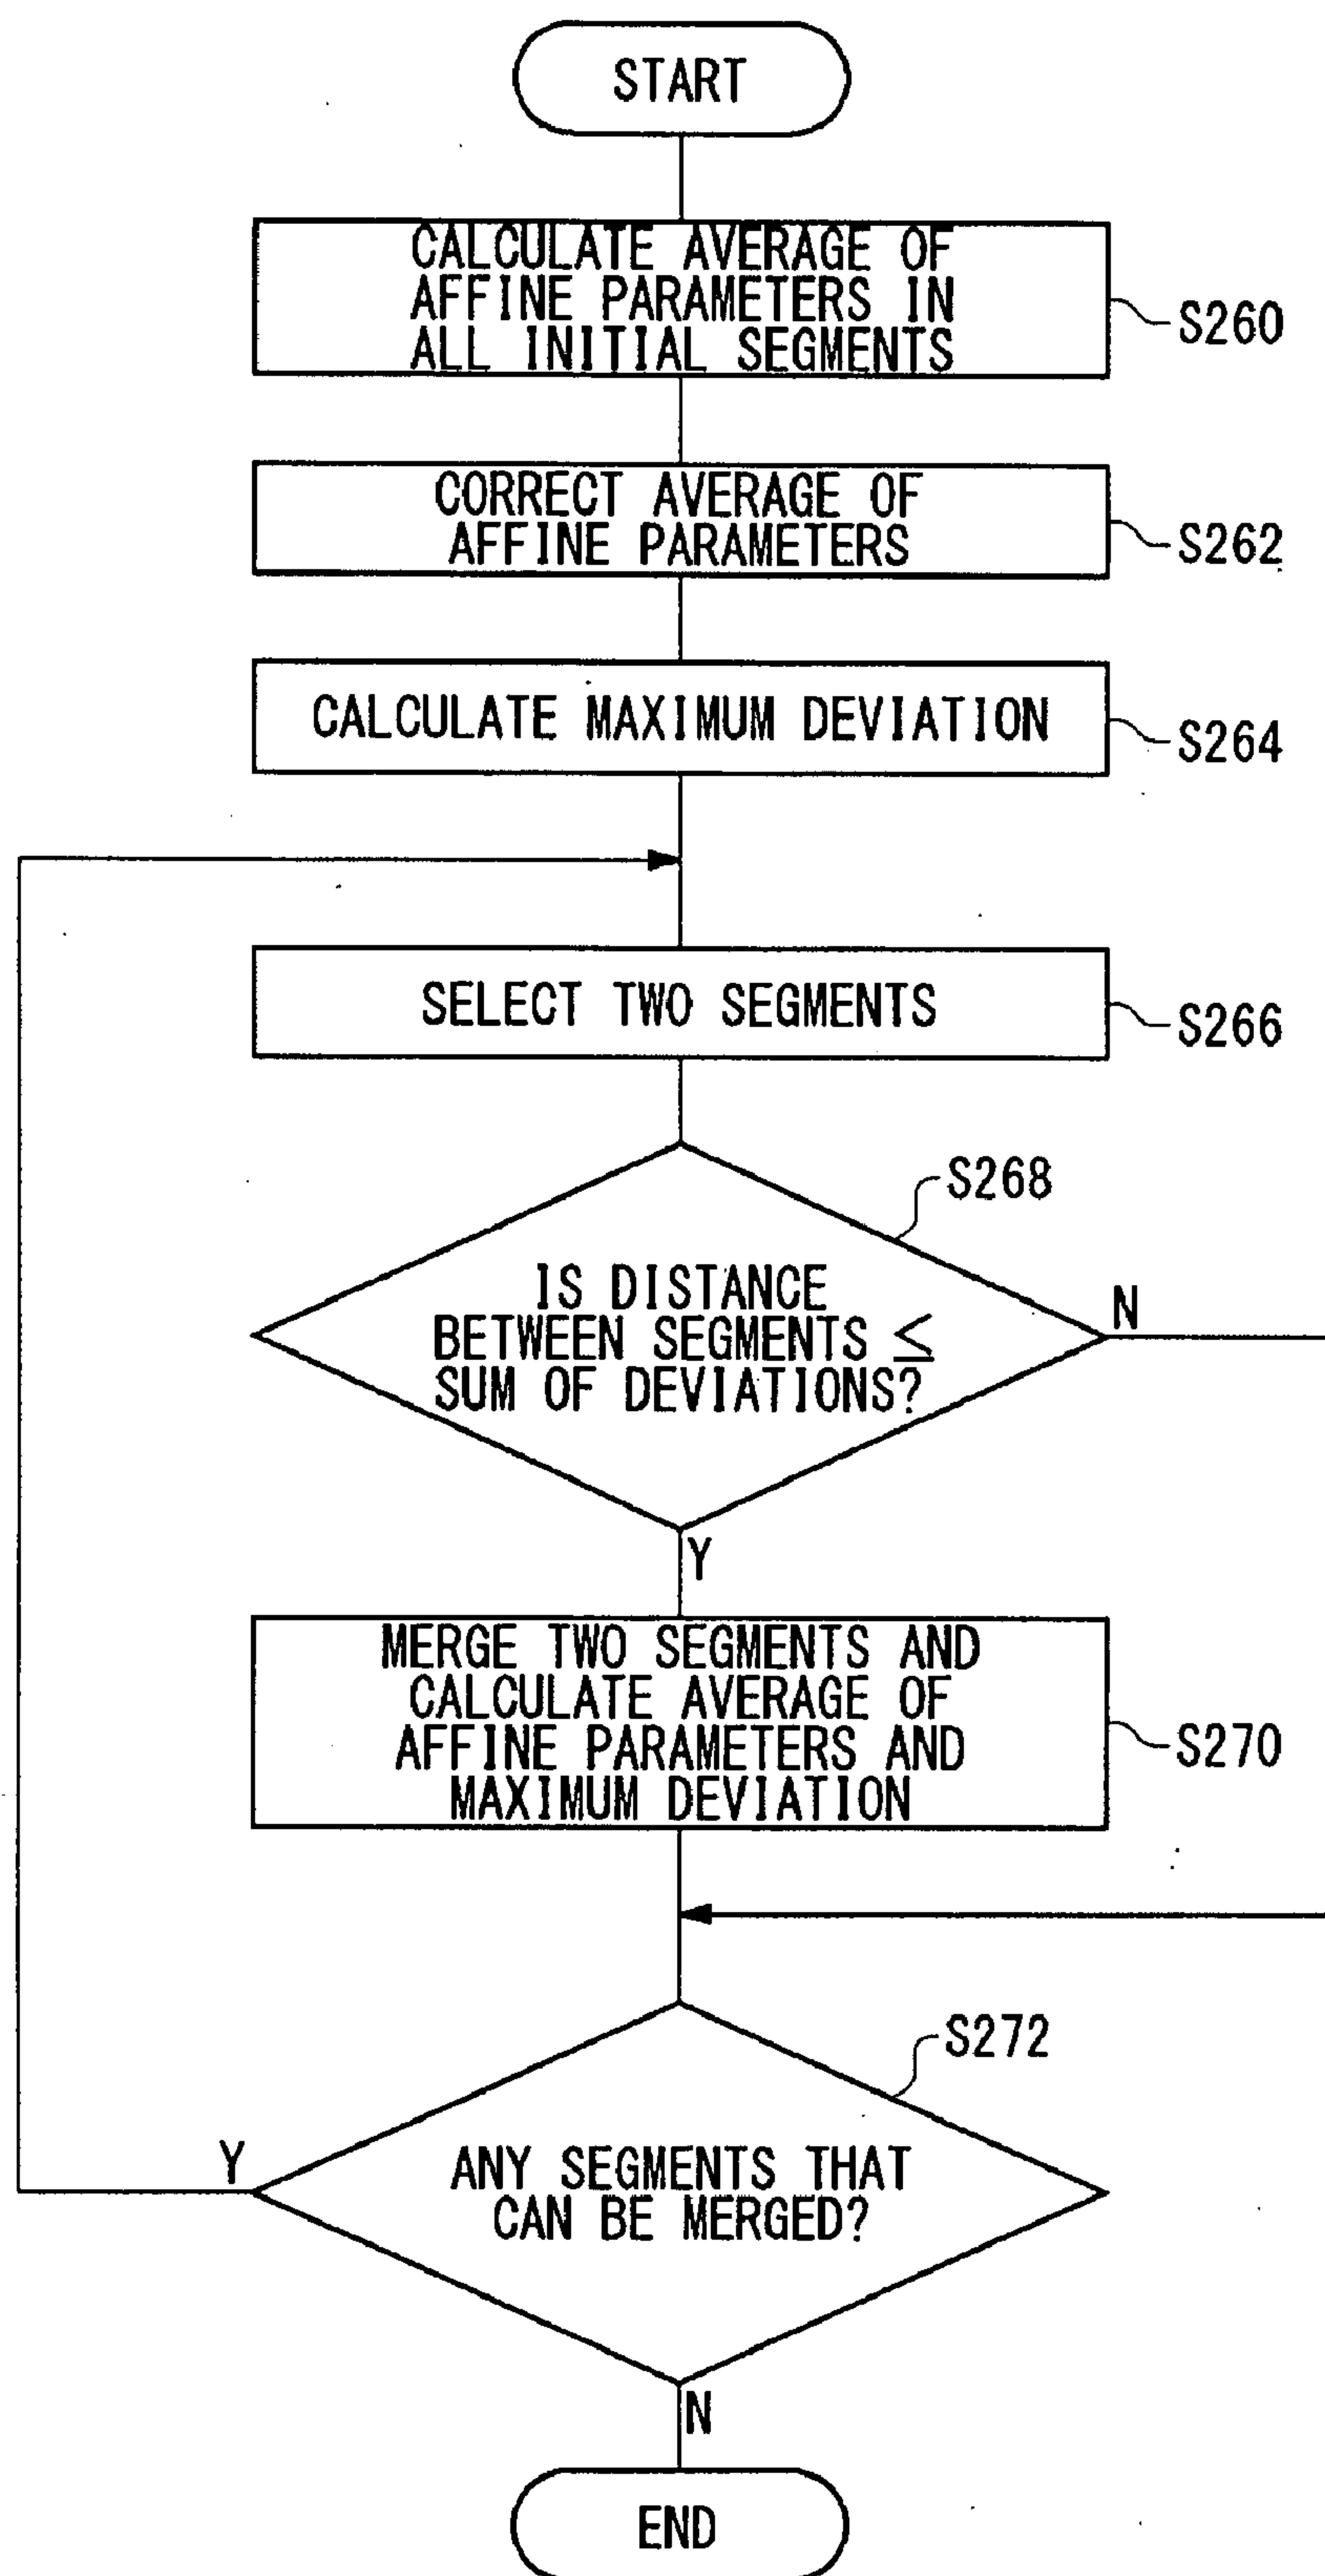 START
CALCULATE AVERAGE OF
AFFINE PARAMETERS IN
ALL INITIAL SEGMENTS
S260
CORRECT AVERAGE OF
AFFINE PARAMETERS
S262
CALCULATE MAXIMUM DEVIATION
S264
SELECT TWO SEGMENTS
S266
S268
IS DISTANCE
BETWEEN SEGMENTS ≤
SUM OF DEVIATIONS?
N
Y
MERGE TWO SEGMENTS AND
CALCULATE AVERAGE OF
AFFINE PARAMETERS AND
MAXIMUM DEVIATION
S270
S272
Y
ANY SEGMENTS THAT
CAN BE MERGED?
N
END